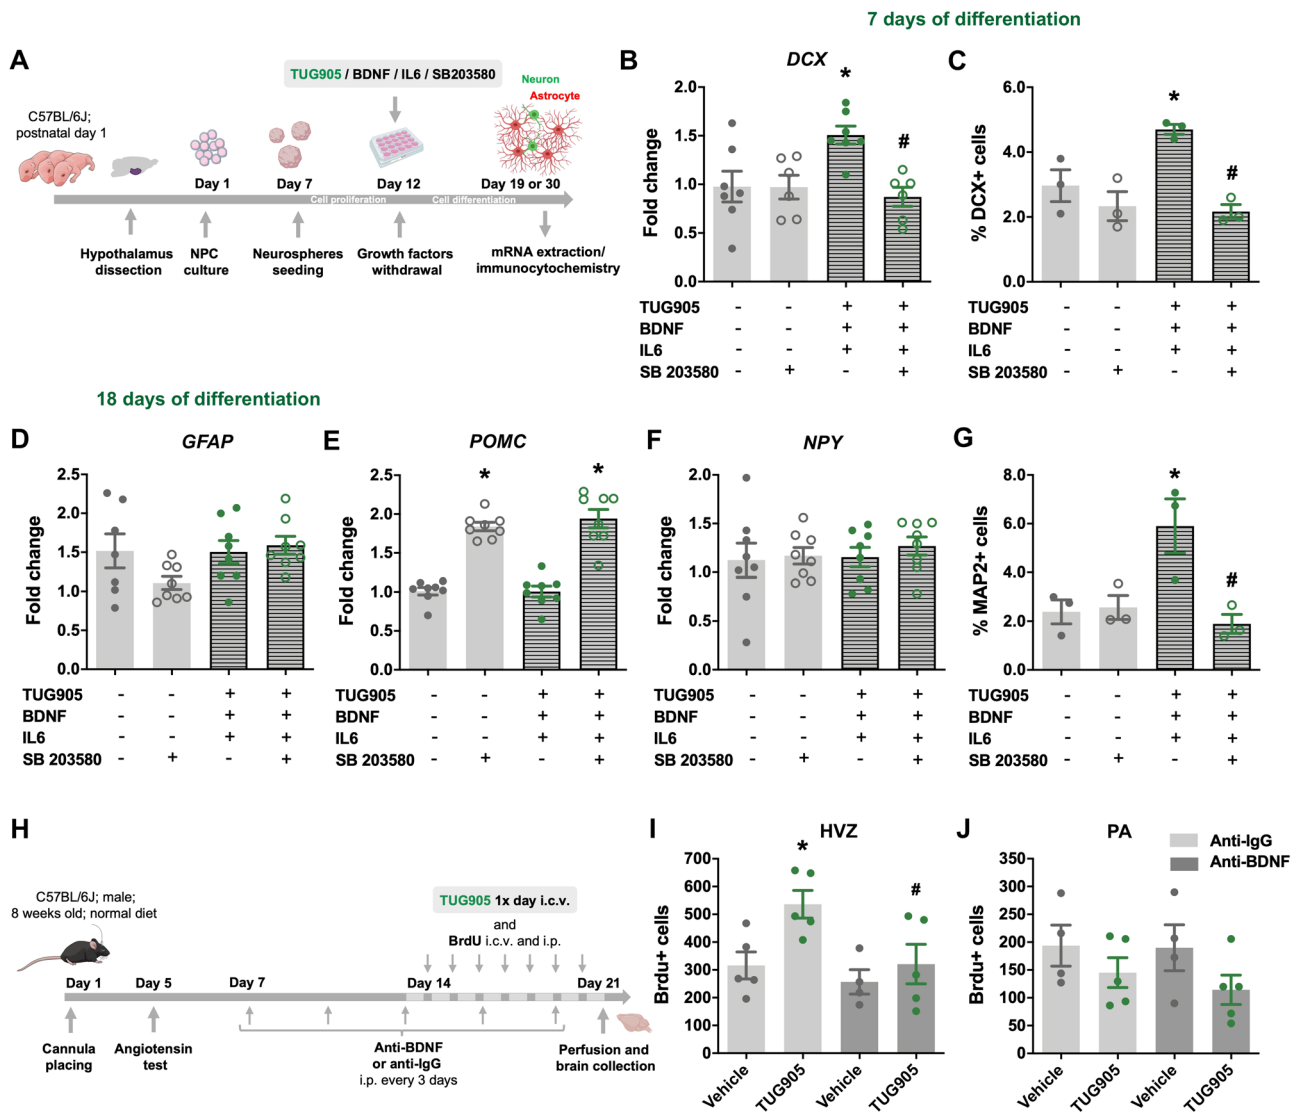 7 days of differentiation
A
TUG905 / BDNF / IL6 / SB203580
Neuron
Astrocyte
C57BL/6J;
postnatal day 1
Day 1
Day 7
Day 12
Day 19 or 30
Cell proliferation
Cell differentiation
Hypothalamus
dissection
NPC
culture
Neurospheres
seeding
Growth factors
withdrawal
mRNA extraction/
immunocytochemistry
B
DCX
Fold change
2.0
1.5
1.0
0.5
0.0
*
#
TUG905 - - + +
BDNF - - + +
IL6 - - + +
SB 203580 - + - +
C
% DCX+ cells
6.0
4.0
2.0
0.0
*
#
TUG905 - - + +
BDNF - - + +
IL6 - - + +
SB 203580 - + - +
18 days of differentiation
D
GFAP
Fold change
2.5
2.0
1.5
1.0
0.5
0.0
TUG905 - - + +
BDNF - - + +
IL6 - - + +
SB 203580 - + - +
E
POMC
Fold change
2.5
2.0
1.5
1.0
0.5
0.0
*
*
TUG905 - - + +
BDNF - - + +
IL6 - - + +
SB 203580 - + - +
F
NPY
Fold change
2.0
1.5
1.0
0.5
0.0
TUG905 - - + +
BDNF - - + +
IL6 - - + +
SB 203580 - + - +
G
% MAP2+ cells
8.0
6.0
4.0
2.0
0.0
*
#
TUG905 - - + +
BDNF - - + +
IL6 - - + +
SB 203580 - + - +
H
C57BL/6J; male;
8 weeks old; normal diet
TUG905 1x day i.c.v.
and
BrdU i.c.v. and i.p.
Day 1
Day 5
Day 7
Day 14
Day 21
Cannula
placing
Angiotensin
test
Anti-BDNF
or anti-IgG
i.p. every 3 days
Perfusion and
brain collection
I
HVZ
Brdu+ cells
700
600
500
400
300
200
100
0
*
#
Vehicle
TUG905
Vehicle
TUG905
J
PA
Anti-IgG
Anti-BDNF
Brdu+ cells
350
300
250
200
150
100
50
0
Vehicle
TUG905
Vehicle
TUG905